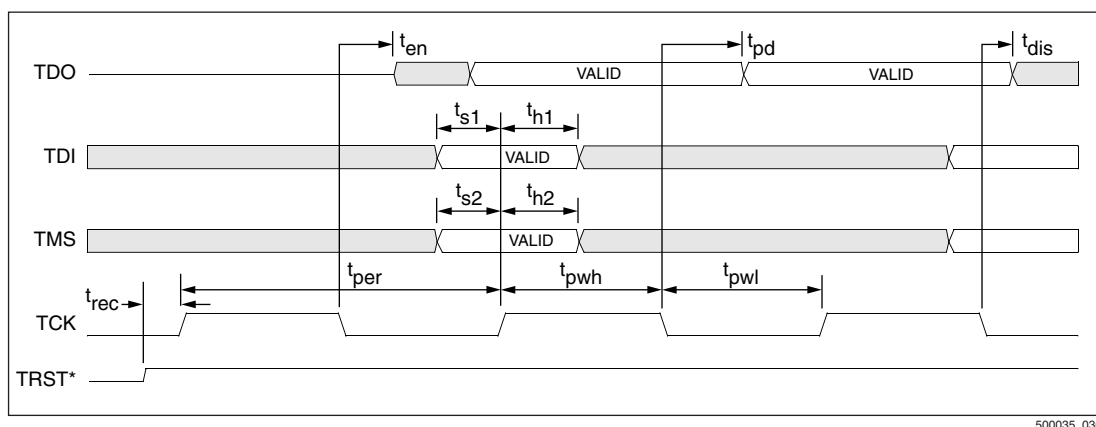 t_en
t_pd
t_dis
TDO
VALID
VALID
t_s1
t_h1
TDI
VALID
t_s2
t_h2
TMS
VALID
t_per
t_pwh
t_pwl
t_rec
TCK
TRST*